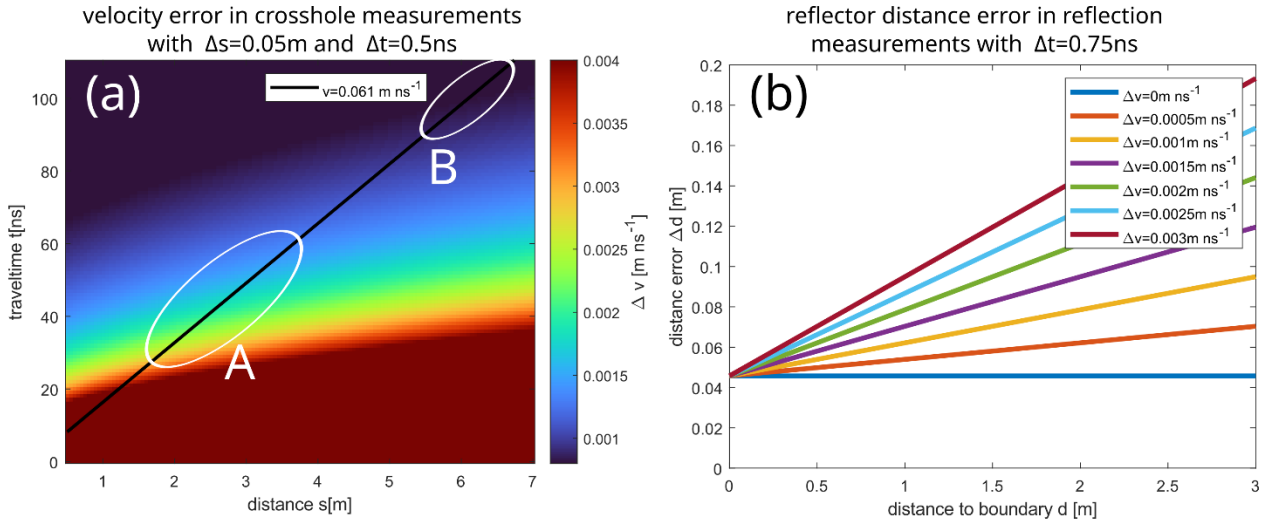 velocity error in crosshole measurements
with Δs=0.05m and Δt=0.5ns
(a)
v=0.061 m ns⁻¹
A
B
100
80
60
40
20
0
traveltime t[ns]
1 2 3 4 5 6 7
distance s[m]
0.004
0.0035
0.003
0.0025
0.002
0.0015
0.001
Δ v [m ns⁻¹]
reflector distance error in reflection
measurements with Δt=0.75ns
(b)
Δv=0m ns⁻¹
Δv=0.0005m ns⁻¹
Δv=0.001m ns⁻¹
Δv=0.0015m ns⁻¹
Δv=0.002m ns⁻¹
Δv=0.0025m ns⁻¹
Δv=0.003m ns⁻¹
0.2
0.18
0.16
0.14
0.12
0.1
0.08
0.06
0.04
0.02
0
distanc error Δd [m]
0 0.5 1 1.5 2 2.5 3
distance to boundary d [m]